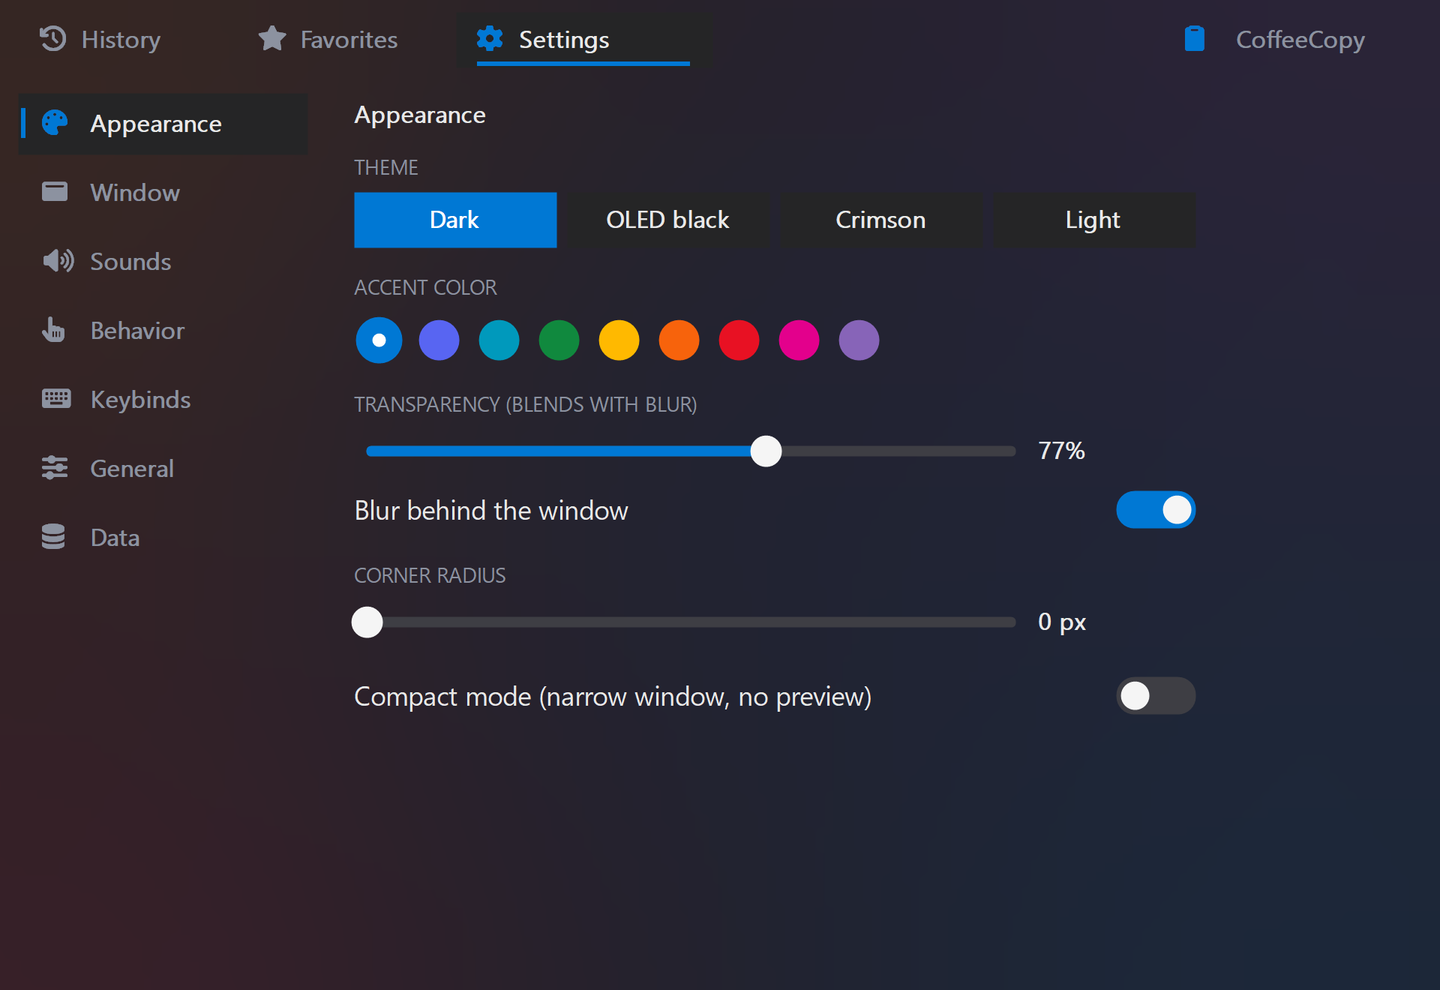 History
Favorites
Settings
CoffeeCopy
Appearance
Window
Sounds
Behavior
Keybinds
General
Data
Appearance
THEME
Dark
OLED black
Crimson
Light
ACCENT COLOR
TRANSPARENCY (BLENDS WITH BLUR)
77%
Blur behind the window
CORNER RADIUS
0 px
Compact mode (narrow window, no preview)